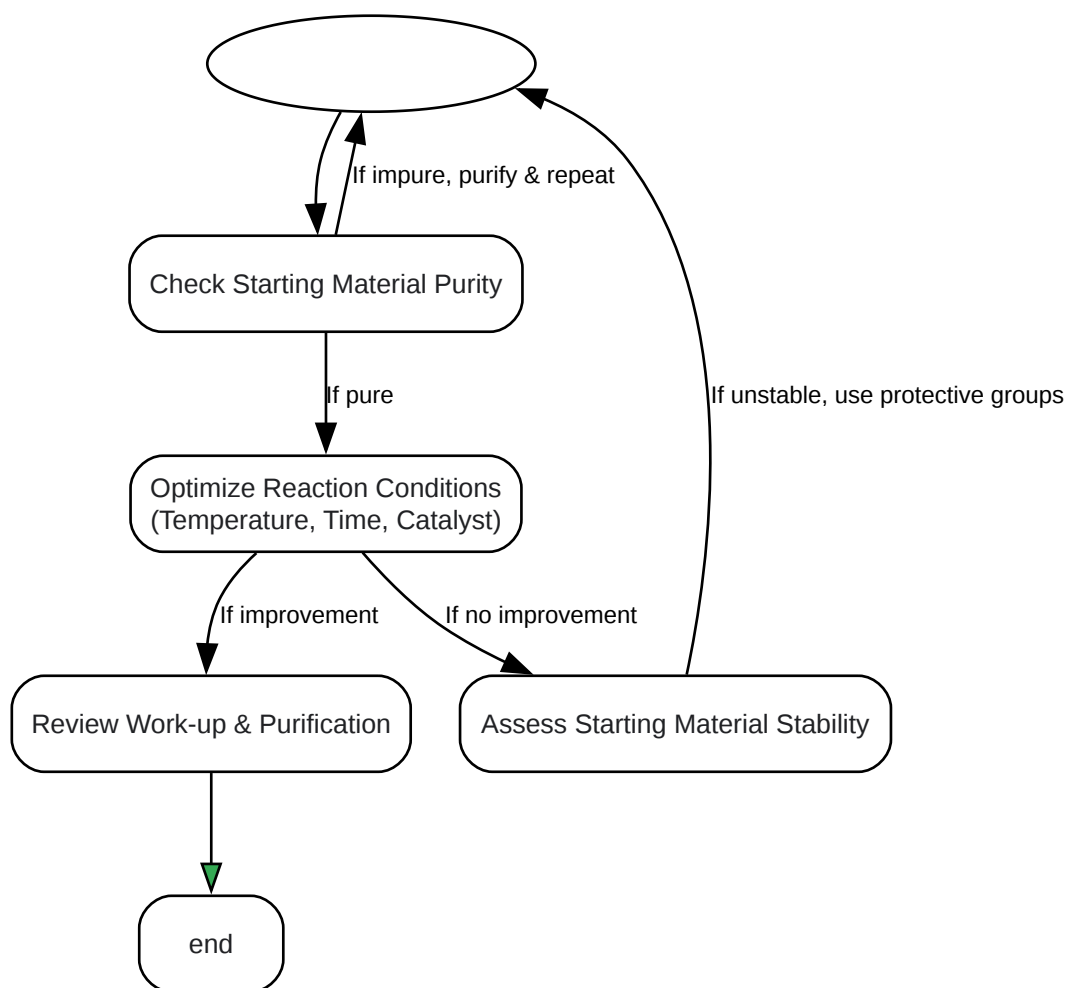 If impure, purify & repeat
Check Starting Material Purity
If pure
If unstable, use protective groups
Optimize Reaction Conditions
(Temperature, Time, Catalyst)
If improvement
If no improvement
Review Work-up & Purification
Assess Starting Material Stability
end